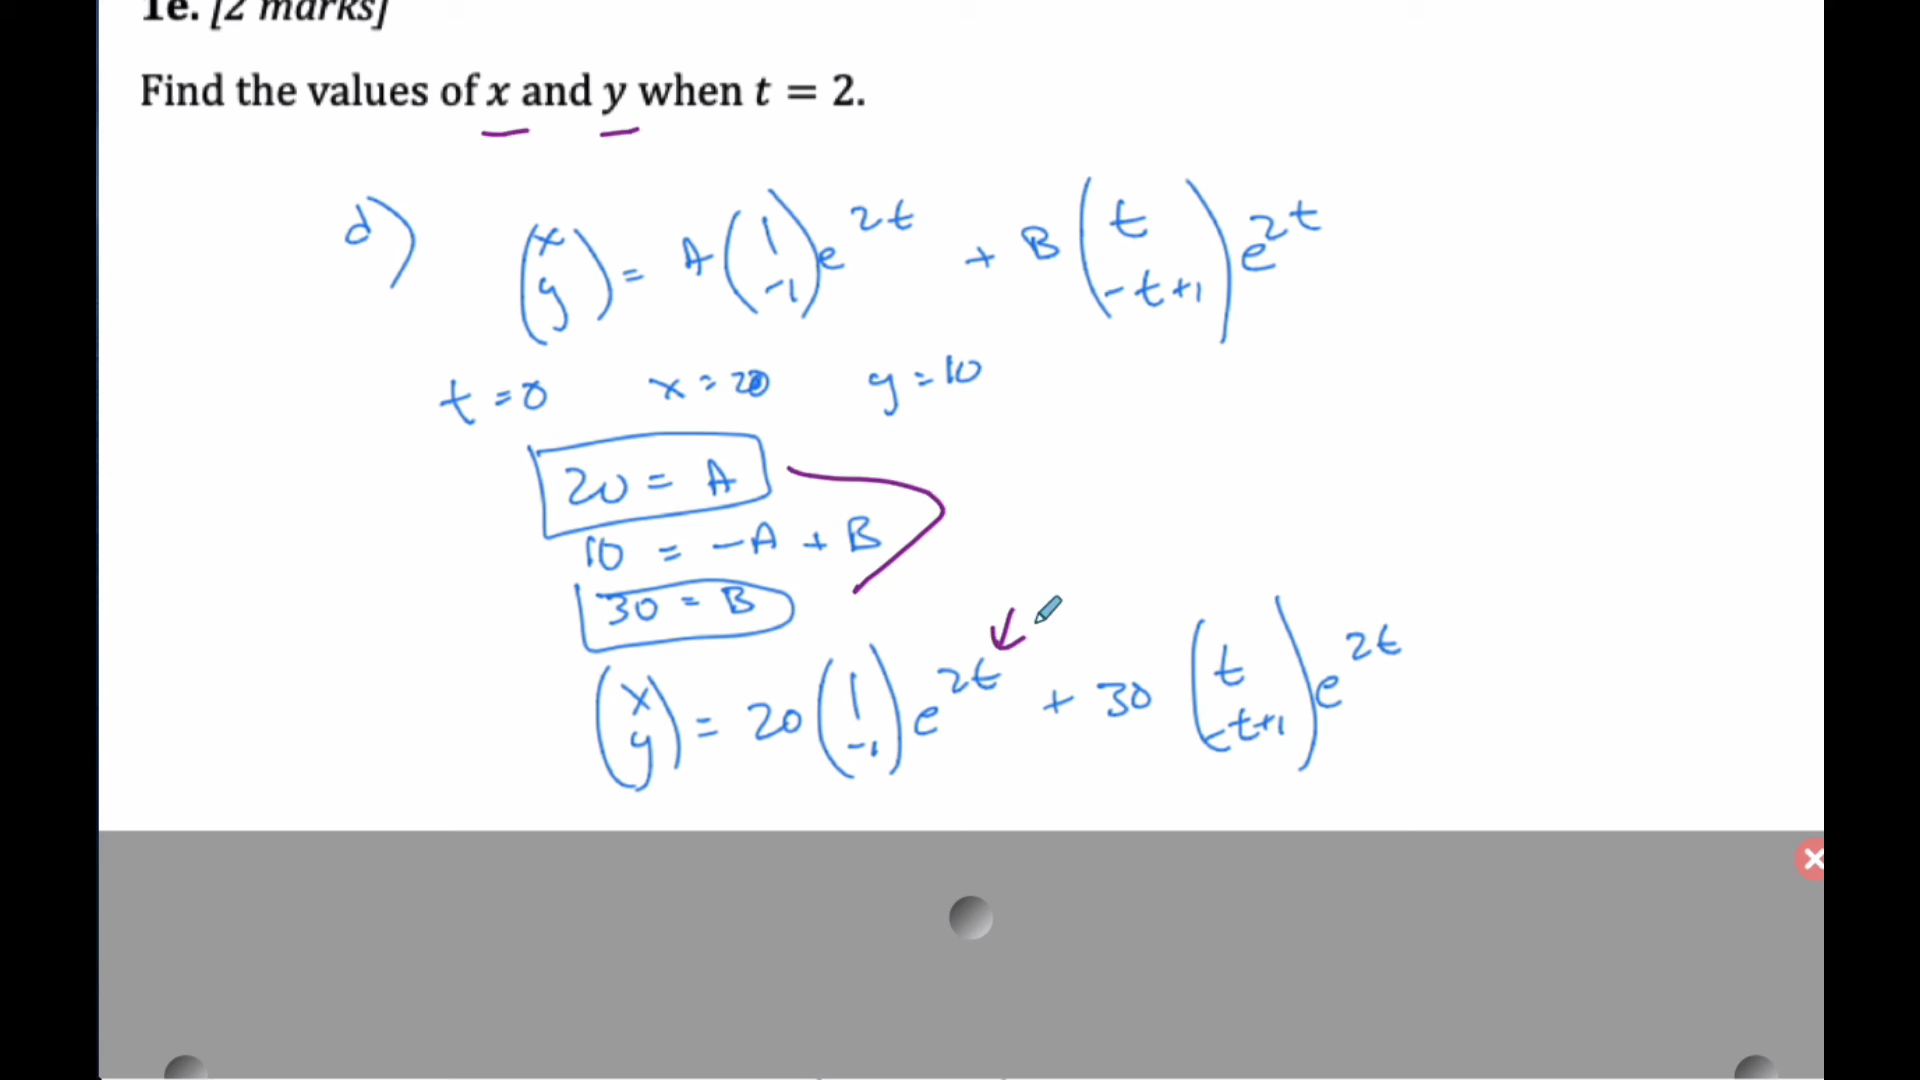 1e. [2 marks]
Find the values of x and y when t = 2.
d) (x y) = A (1 -1) e^2t + B (t -t+1) e^2t
t = 0 x = 20 y = 10
20 = A
10 = -A + B
30 = B
(x y) = 20 (1 -1) e^2t + 30 (t -t+1) e^2t